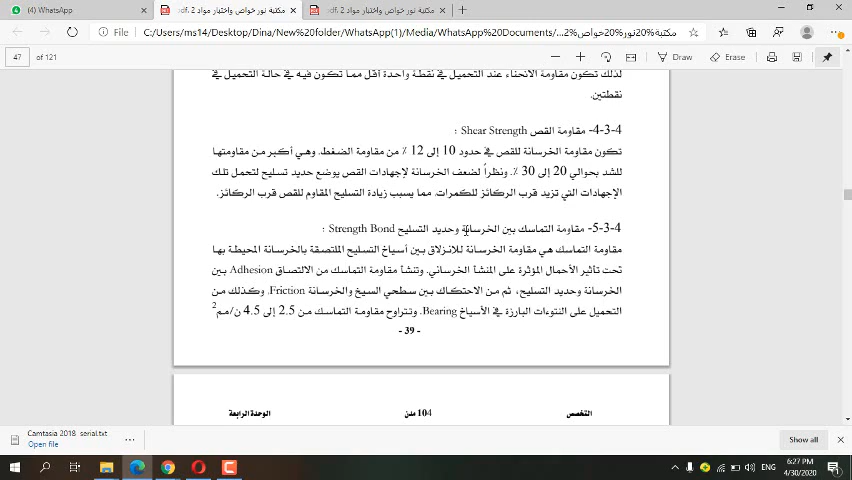 (4) WhatsApp
مكتبة نور خواص واختبار مواد 2 .pdf
مكتبة نور خواص واختبار مواد 2 .pdf
File
C:/Users/ms14/Desktop/Dina/New%20folder/WhatsApp(1)/Media/WhatsApp%20Documents/...2%مكتبة%20نور%20خواص
47 of 121
Draw
Erase
لذلك تكون مقاومة الانحناء عند التحميل في نقطة واحدة أقل مما تكون فيه في حالة التحميل في
نقطتين.
4-3-4- مقاومة القص Shear Strength :
تكون مقاومة الخرسانة للقص في حدود 10 إلى 12 ٪ من مقاومة الضغط. وهي أكبر من مقاومتها
للشد بحوالي 20 إلى 30 ٪. ونظراً لضعف الخرسانة لإجهادات القص يوضع حديد تسليح لتحمل تلك
الإجهادات التي تزيد قرب الركائز للكمرات. مما يسبب زيادة التسليح المقاوم للقص قرب الركائز.
5-3-4- مقاومة التماسك بين الخرسانة وحديد التسليح Strength Bond :
مقاومة التماسك هي مقاومة الخرسانة للانزلاق وبين أسياخ التسليح الملتصقة بالخرسانة المحيطة بها
تحت تأثير الأحمال المؤثرة على المنشأ الخرساني. وتنشأ مقاومة التماسك من الالتصاق Adhesion بين
الخرسانة وحديد التسليح، ثم من الاحتكاك بين سطحي السيخ والخرسانة Friction. وكذلك من
التحميل على النتوءات البارزة في الأسياخ Bearing. وتتراوح مقاومة التماسك من 2.5 إلى 4.5 ن/مم2
- 39 -
التخصص
104 مدن
الوحدة الرابعة
Camtasia 2018 serial.txt
Open file
Show all
ENG
6:27 PM
4/30/2020